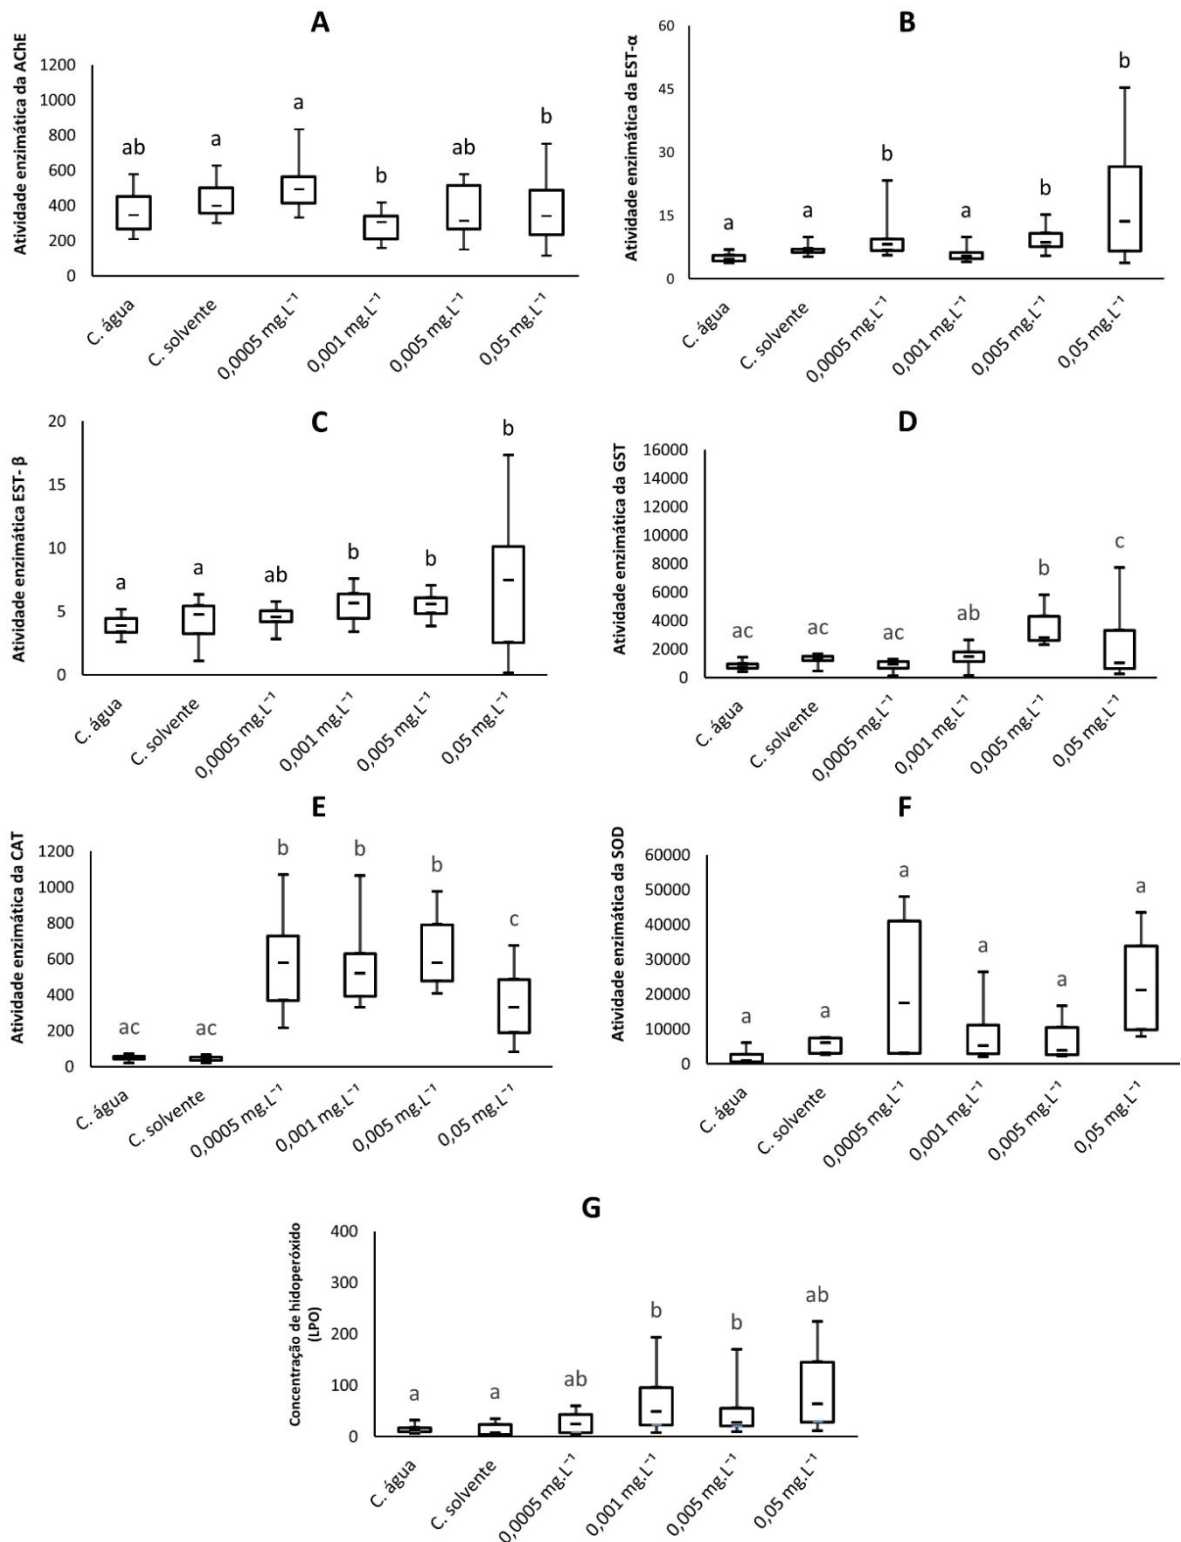 A
Atividade enzimática da AChE
1200
1000
800
600
400
200
0
ab
a
a
b
ab
b
C. água
C. solvente
0,0005 mg.L⁻¹
0,001 mg.L⁻¹
0,005 mg.L⁻¹
0,05 mg.L⁻¹
B
Atividade enzimática da EST-α
60
45
30
15
0
a
a
b
a
b
b
C. água
C. solvente
0,0005 mg.L⁻¹
0,001 mg.L⁻¹
0,005 mg.L⁻¹
0,05 mg.L⁻¹
C
Atividade enzimática EST- β
20
15
10
5
0
a
a
ab
b
b
b
C. água
C. solvente
0,0005 mg.L⁻¹
0,001 mg.L⁻¹
0,005 mg.L⁻¹
0,05 mg.L⁻¹
D
Atividade enzimática da GST
16000
14000
12000
10000
8000
6000
4000
2000
0
ac
ac
ac
ab
b
c
C. água
C. solvente
0,0005 mg.L⁻¹
0,001 mg.L⁻¹
0,005 mg.L⁻¹
0,05 mg.L⁻¹
E
Atividade enzimática da CAT
1200
1000
800
600
400
200
0
ac
ac
b
b
b
c
C. água
C. solvente
0,0005 mg.L⁻¹
0,001 mg.L⁻¹
0,005 mg.L⁻¹
0,05 mg.L⁻¹
F
Atividade enzimática da SOD
60000
50000
40000
30000
20000
10000
0
a
a
a
a
a
a
C. água
C. solvente
0,0005 mg.L⁻¹
0,001 mg.L⁻¹
0,005 mg.L⁻¹
0,05 mg.L⁻¹
G
Concentração de hidoperóxido
(LPO)
400
300
200
100
0
a
a
ab
b
b
ab
C. água
C. solvente
0,0005 mg.L⁻¹
0,001 mg.L⁻¹
0,005 mg.L⁻¹
0,05 mg.L⁻¹